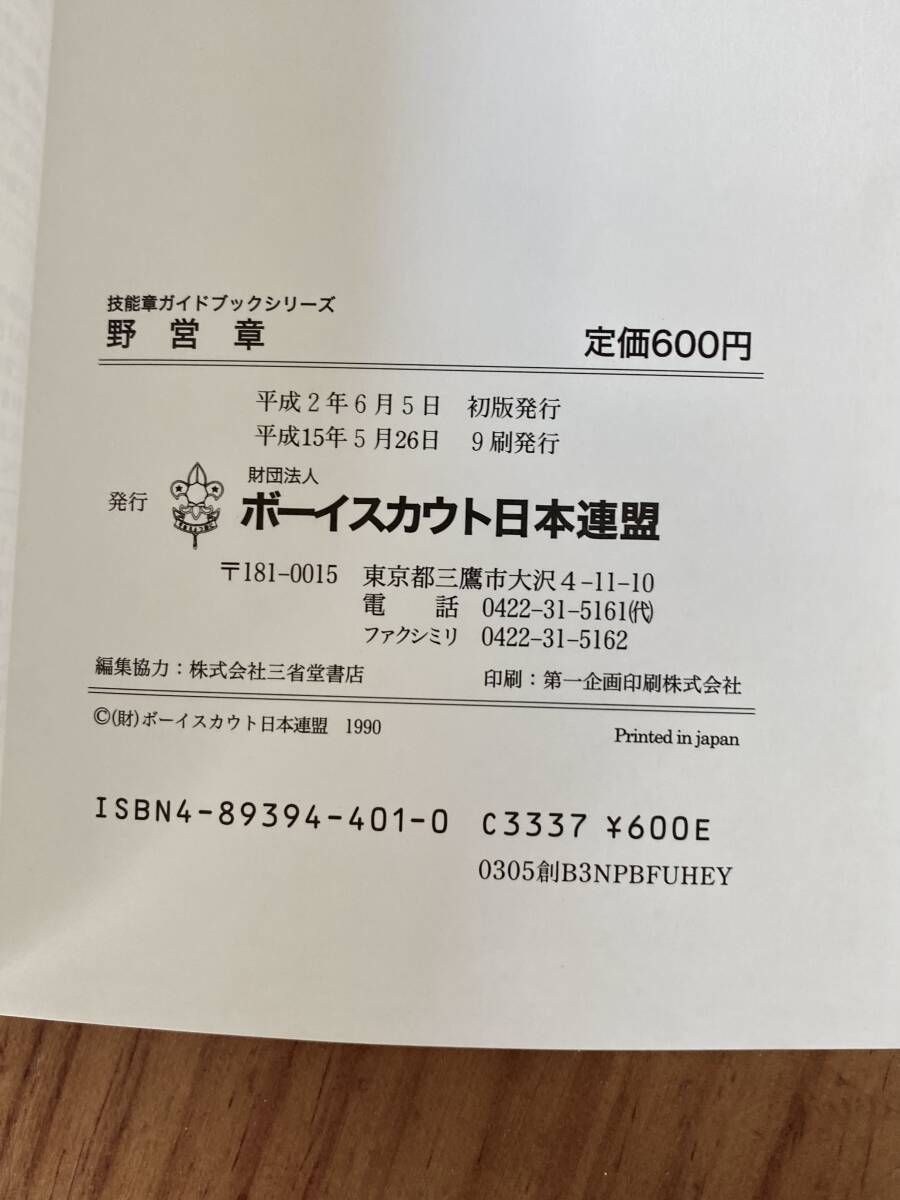 技能章ガイドブックシリーズ
野営章 定価600円
平成2年6月5日 初版発行
平成15年5月26日 9刷発行
財団法人
発行 ボーイスカウト日本連盟
〒181-0015 東京都三鷹市大沢4-11-10
電話 0422-31-5161(代)
ファクシミリ 0422-31-5162
編集協力：株式会社三省堂書店 印刷：第一企画印刷株式会社
©(財)ボーイスカウト日本連盟 1990 Printed in japan
ISBN4-89394-401-0 C3337 ¥600E
0305創B3NPBFUHEY